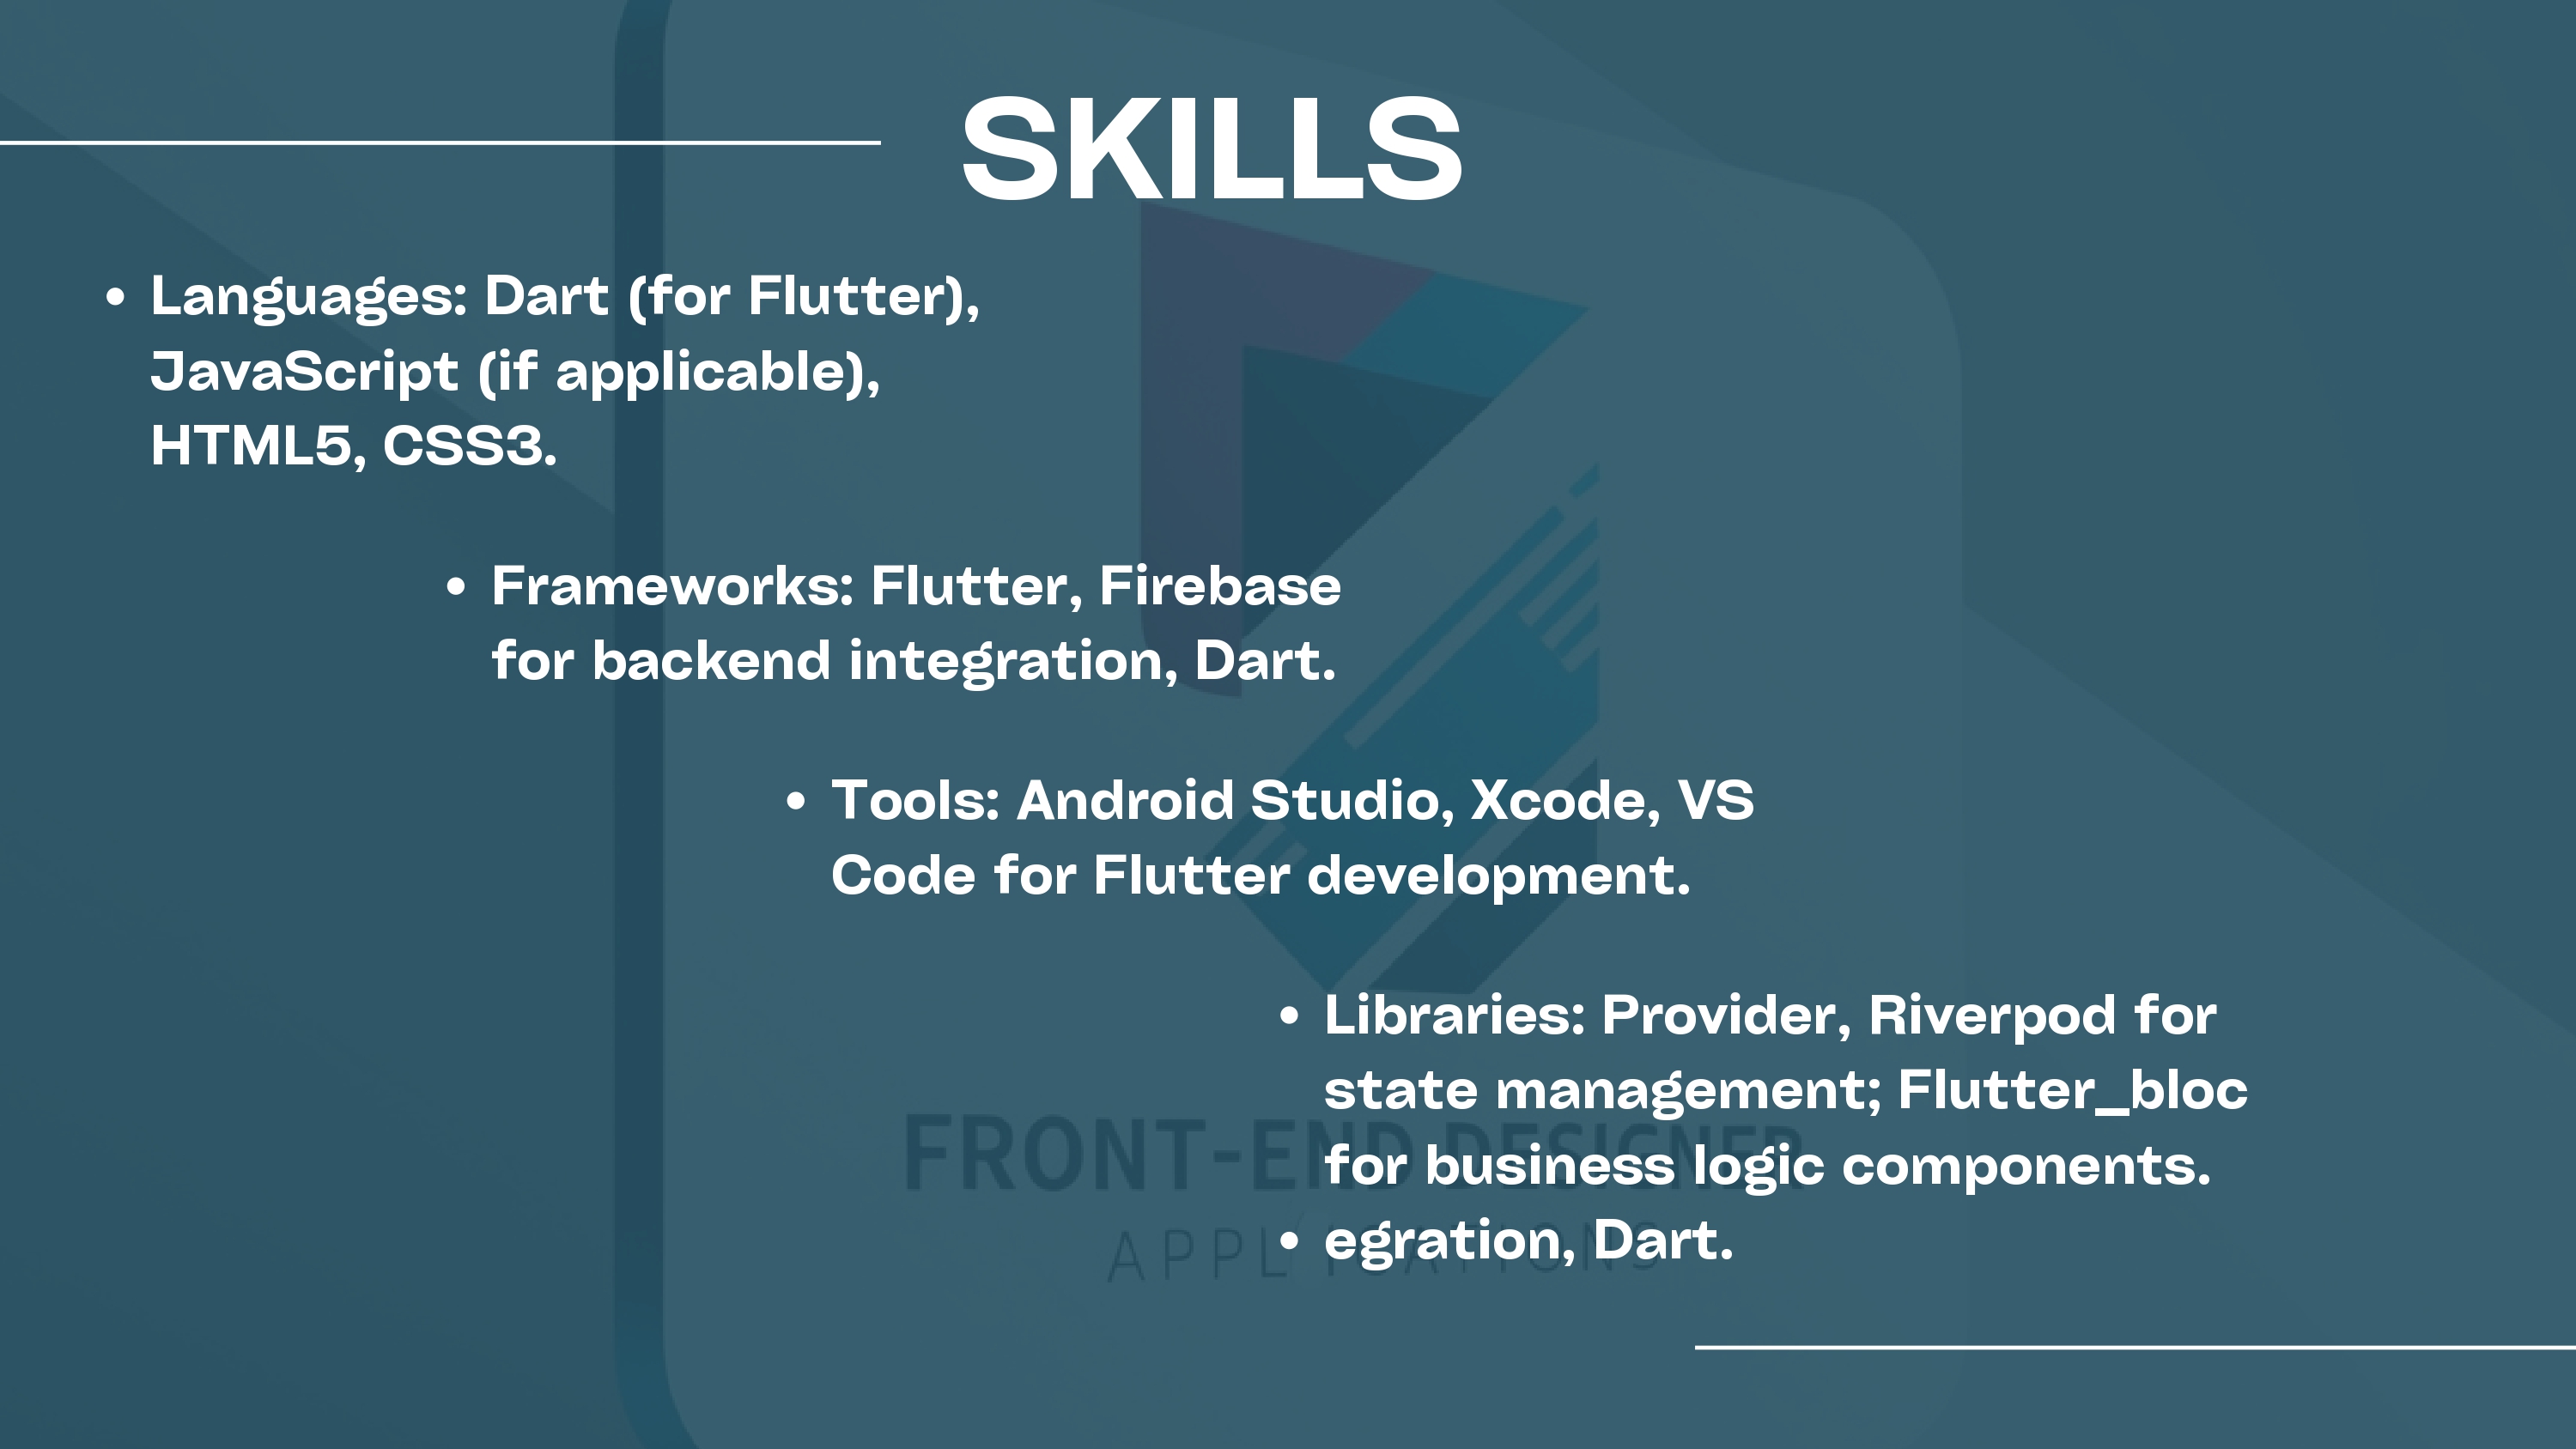 SKILLS
• Languages: Dart (for Flutter),
JavaScript (if applicable),
HTML5, CSS3.
• Frameworks: Flutter, Firebase
for backend integration, Dart.
• Tools: Android Studio, Xcode, VS
Code for Flutter development.
• Libraries: Provider, Riverpod for
state management; Flutter_bloc
for business logic components.
• egration, Dart.
FRONT-END DESIGNER
APPLICATIONS